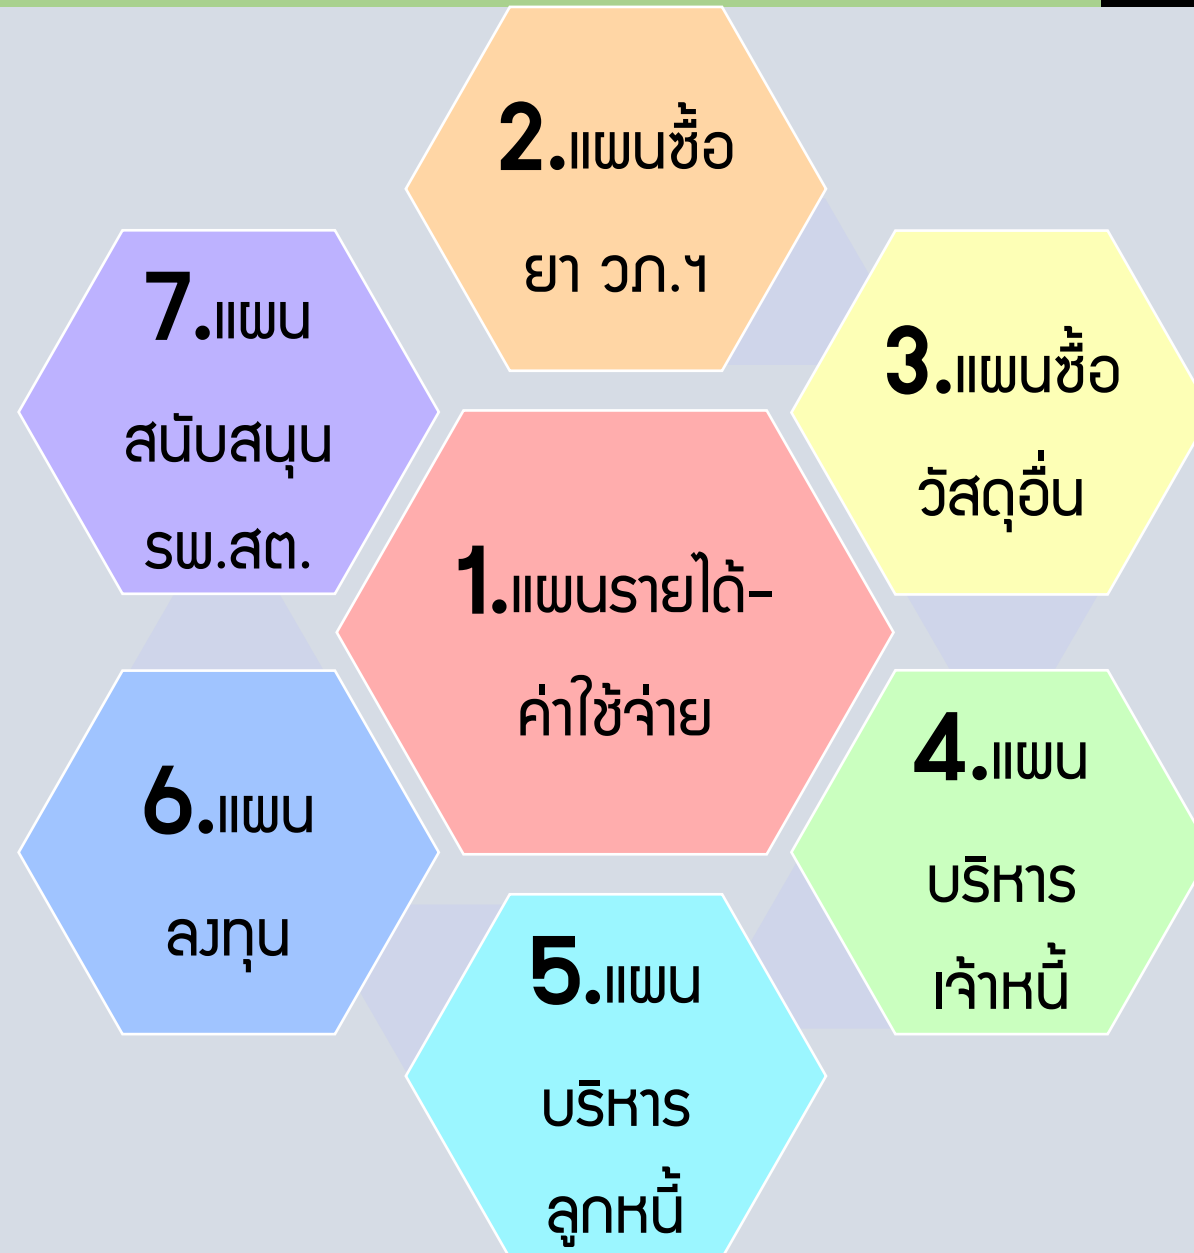 2.แผนซื้อ
ยา วภ.ฯ
7.แผน
สนับสนุน
รพ.สต.
3.แผนซื้อ
วัสดุอื่น
1.แผนรายได้-
ค่าใช้จ่าย
6.แผน
ลงทุน
4.แผน
บริหาร
เจ้าหนี้
5.แผน
บริหาร
ลูกหนี้